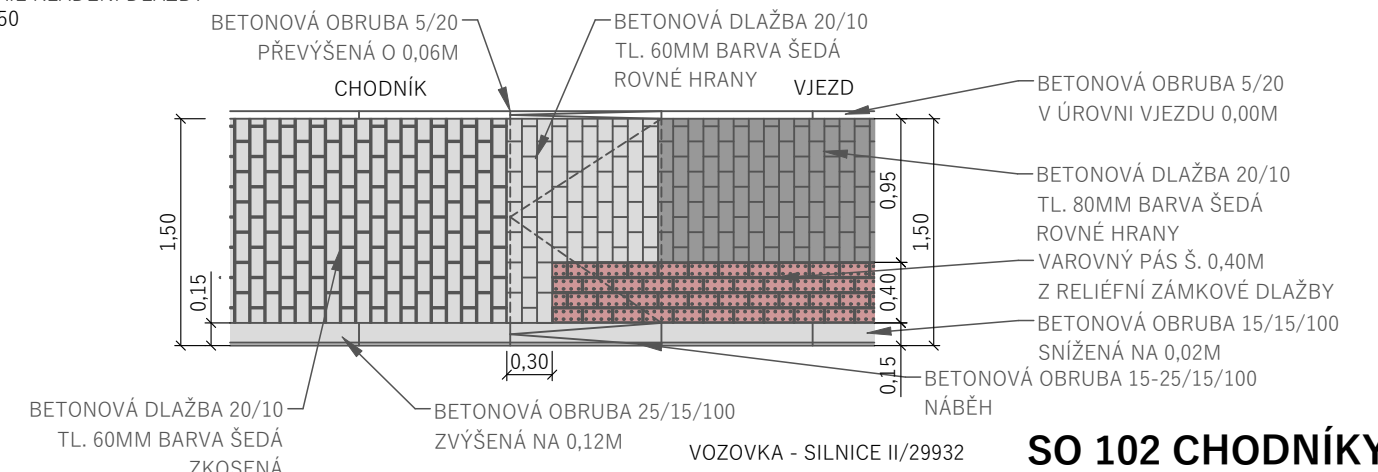 50
BETONOVÁ OBRUBA 5/20
PŘEVÝŠENÁ O 0,06M
BETONOVÁ DLAŽBA 20/10
TL. 60MM BARVA ŠEDÁ
ROVNÉ HRANY
CHODNÍK
VJEZD
BETONOVÁ OBRUBA 5/20
V ÚROVNI VJEZDU 0,00M
BETONOVÁ DLAŽBA 20/10
TL. 80MM BARVA ŠEDÁ
ROVNÉ HRANY
VAROVNÝ PÁS Š. 0,40M
Z RELIÉFNÍ ZÁMKOVÉ DLAŽBY
BETONOVÁ OBRUBA 15/15/100
SNÍŽENÁ NA 0,02M
BETONOVÁ OBRUBA 15-25/15/100
NÁBĚH
1,50
0,15
0,95
1,50
0,40
0,15
0,30
BETONOVÁ DLAŽBA 20/10
TL. 60MM BARVA ŠEDÁ
ZKOSENÁ
BETONOVÁ OBRUBA 25/15/100
ZVÝŠENÁ NA 0,12M
VOZOVKA - SILNICE II/29932
SO 102 CHODNÍKY